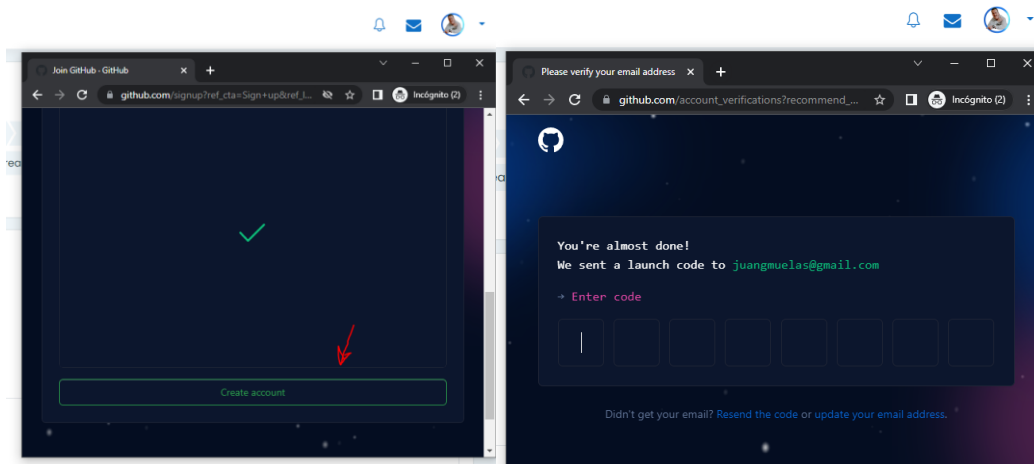 Join GitHub · GitHub
github.com/signup?ref_cta=Sign+up&ref_l...
Incógnito (2)
Create account
Please verify your email address
github.com/account_verifications?recommend_...
Incógnito (2)
You're almost done!
We sent a launch code to juangmuelas@gmail.com
→ Enter code
Didn't get your email? Resend the code or update your email address.